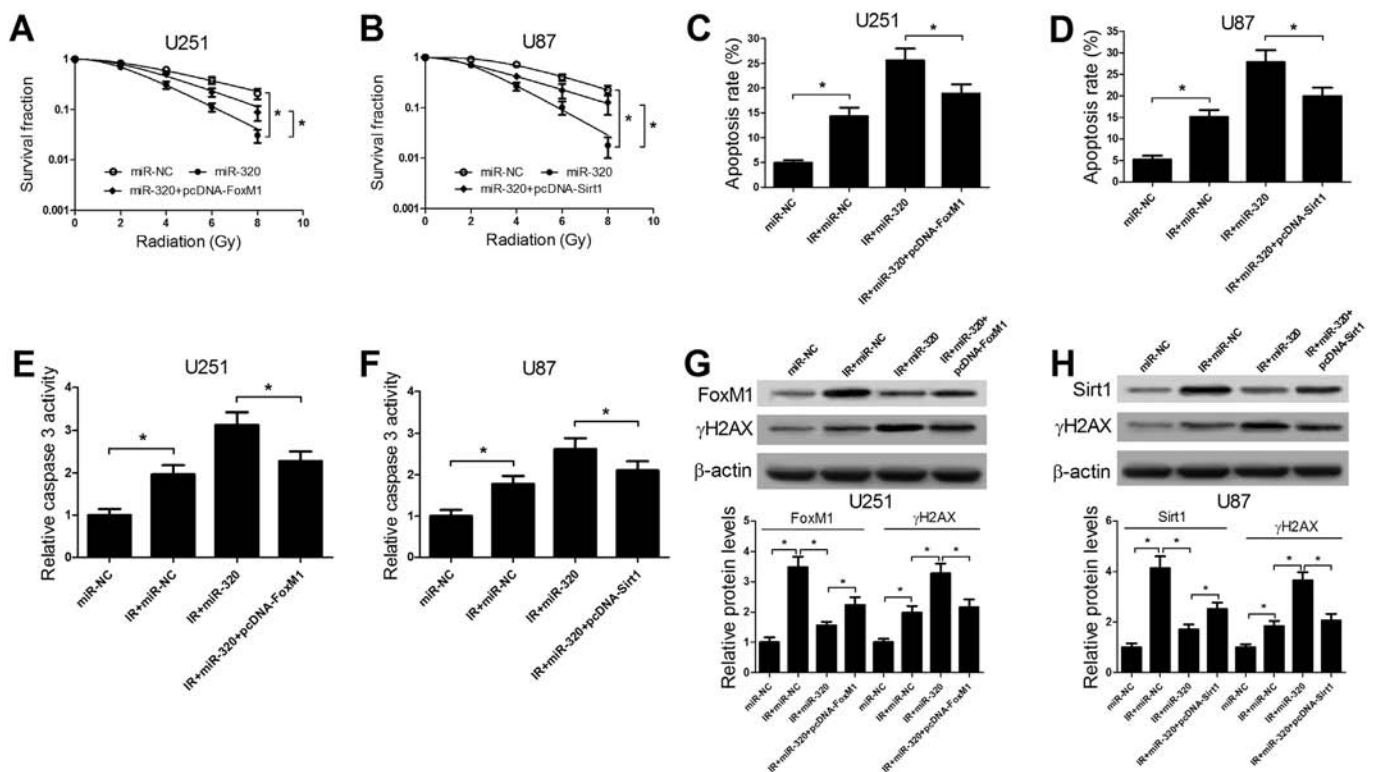 A
U251
Survival fraction
1
0.1
0.01
0.001
0 2 4 6 8 10
Radiation (Gy)
miR-NC miR-320
miR-320+pcDNA-FoxM1
*
*
B
U87
Survival fraction
1
0.1
0.01
0.001
0 2 4 6 8 10
Radiation (Gy)
miR-NC miR-320
miR-320+pcDNA-Sirt1
*
*
C
U251
Apoptosis rate (%)
30
25
20
15
10
5
0
*
*
miR-NC
IR+miR-NC
IR+miR-320
IR+miR-320+pcDNA-FoxM1
D
U87
Apoptosis rate (%)
35
30
25
20
15
10
5
0
*
*
miR-NC
IR+miR-NC
IR+miR-320
IR+miR-320+pcDNA-Sirt1
E
U251
Relative caspase 3 activity
4
3
2
1
0
*
*
miR-NC
IR+miR-NC
IR+miR-320
IR+miR-320+pcDNA-FoxM1
F
U87
Relative caspase 3 activity
4
3
2
1
0
*
*
miR-NC
IR+miR-NC
IR+miR-320
IR+miR-320+pcDNA-Sirt1
G
miR-NC
IR+miR-NC
IR+miR-320
IR+miR-320+
pcDNA-FoxM1
FoxM1
γH2AX
β-actin
U251
Relative protein levels
5
4
3
2
1
0
FoxM1 γH2AX
* * *
* * *
miR-NC
IR+miR-NC
IR+miR-320
IR+miR-320+pcDNA-FoxM1
miR-NC
IR+miR-NC
IR+miR-320
IR+miR-320+pcDNA-FoxM1
H
miR-NC
IR+miR-NC
IR+miR-320
IR+miR-320+
pcDNA-Sirt1
Sirt1
γH2AX
β-actin
U87
Relative protein levels
6
4
2
0
Sirt1 γH2AX
* * *
* * *
miR-NC
IR+miR-NC
IR+miR-320
IR+miR-320+pcDNA-Sirt1
miR-NC
IR+miR-NC
IR+miR-320
IR+miR-320+pcDNA-Sirt1